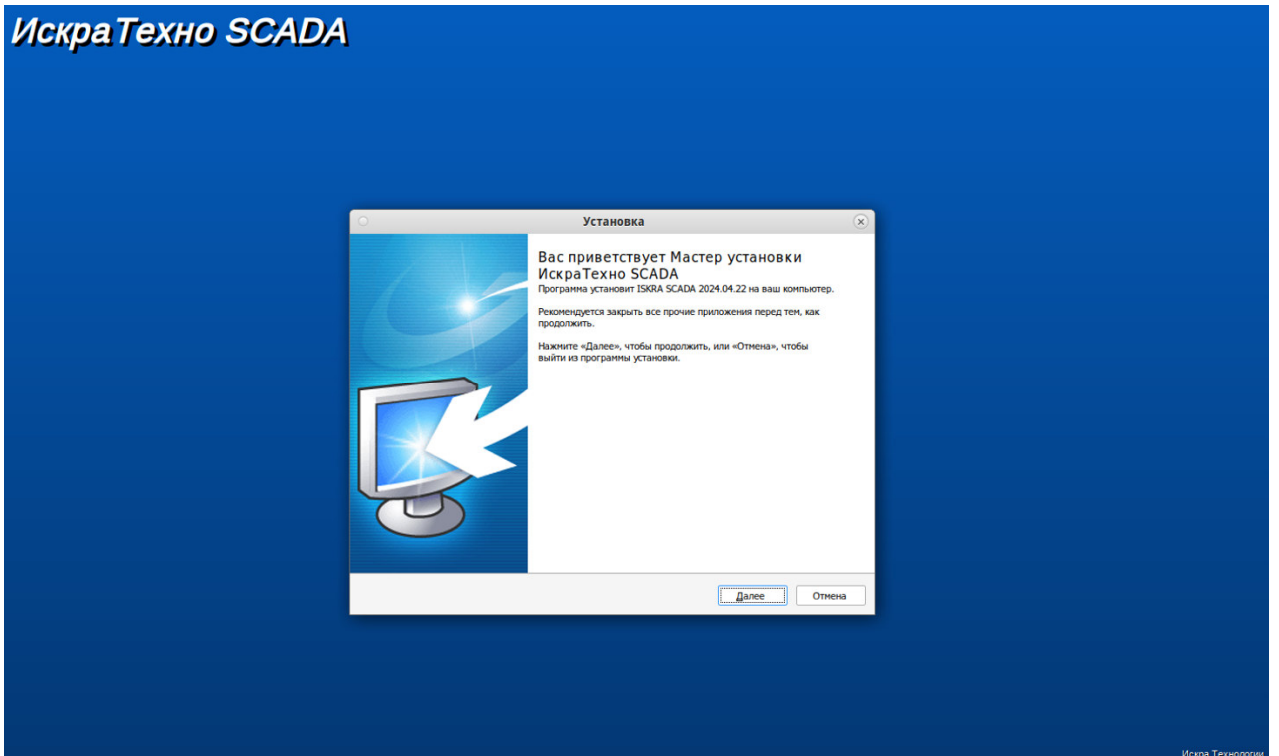 ИскраТехно SCADA
Установка
Вас приветствует Мастер установки
ИскраТехно SCADA
Программа установит ISKRA SCADA 2024.04.22 на ваш компьютер.
Рекомендуется закрыть все прочие приложения перед тем, как
продолжить.
Нажмите «Далее», чтобы продолжить, или «Отмена», чтобы
выйти из программы установки.
Далее
Отмена
Искра Технологии